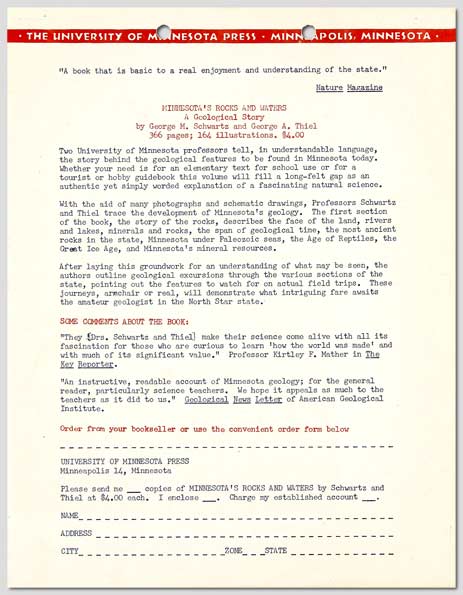 · THE UNIVERSITY OF MINNESOTA PRESS · MINNEAPOLIS, MINNESOTA ·
"A book that is basic to a real enjoyment and understanding of the state."
Nature Magazine
MINNESOTA'S ROCKS AND WATERS
A Geological Story
by George M. Schwartz and George A. Thiel
366 pages; 164 illustrations. $4.00
Two University of Minnesota professors tell, in understandable language,
the story behind the geological features to be found in Minnesota today.
Whether your need is for an elementary text for school use or for a
tourist or hobby guidebook this volume will fill a long-felt gap as an
authentic yet simply worded explanation of a fascinating natural science.
With the aid of many photographs and schematic drawings, Professors Schwartz
and Thiel trace the development of Minnesota's geology. The first section
of the book, the story of the rocks, describes the face of the land, rivers
and lakes, minerals and rocks, the span of geological time, the most ancient
rocks in the state, Minnesota under Paleozoic seas, the Age of Reptiles, the
Great Ice Age, and Minnesota's mineral resources.
After laying this groundwork for an understanding of what may be seen, the
authors outline geological excursions through the various sections of the
state, pointing out the features to watch for on actual field trips. These
journeys, armchair or real, will demonstrate what intriguing fare awaits
the amateur geologist in the North Star state.
SOME COMMENTS ABOUT THE BOOK:
"They [Drs. Schwartz and Thiel] make their science come alive with all its
fascination for those who are curious to learn 'how the world was made' and
with much of its significant value." Professor Kirtley F. Mather in The
Key Reporter.
"An instructive, readable account of Minnesota geology; for the general
reader, particularly science teachers. We hope it appeals as much to the
teachers as it did to us." Geological News Letter of American Geological
Institute.
Order from your bookseller or use the convenient order form below
UNIVERSITY OF MINNESOTA PRESS
Minneapolis 14, Minnesota
Please send me ___ copies of MINNESOTA'S ROCKS AND WATERS by Schwartz and
Thiel at $4.00 each. I enclose ___. Charge my established account ___.
NAME
ADDRESS
CITY ZONE STATE